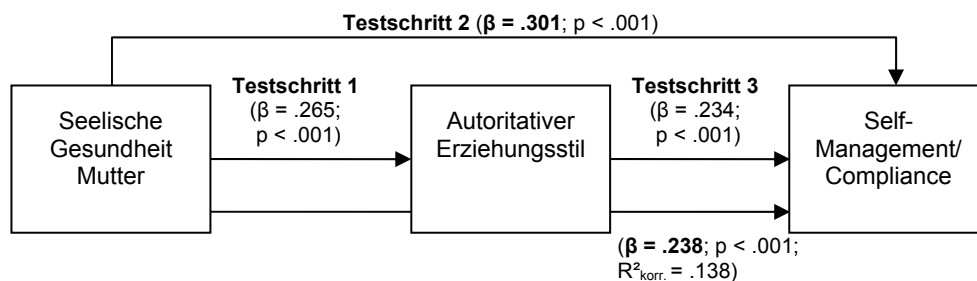 Testschritt 2 (β = .301; p < .001)
Testschritt 1
(β = .265;
p < .001)
Testschritt 3
(β = .234;
p < .001)
Seelische
Gesundheit
Mutter
Autoritativer
Erziehungsstil
Self-
Management/
Compliance
(β = .238; p < .001;
R²korr. = .138)